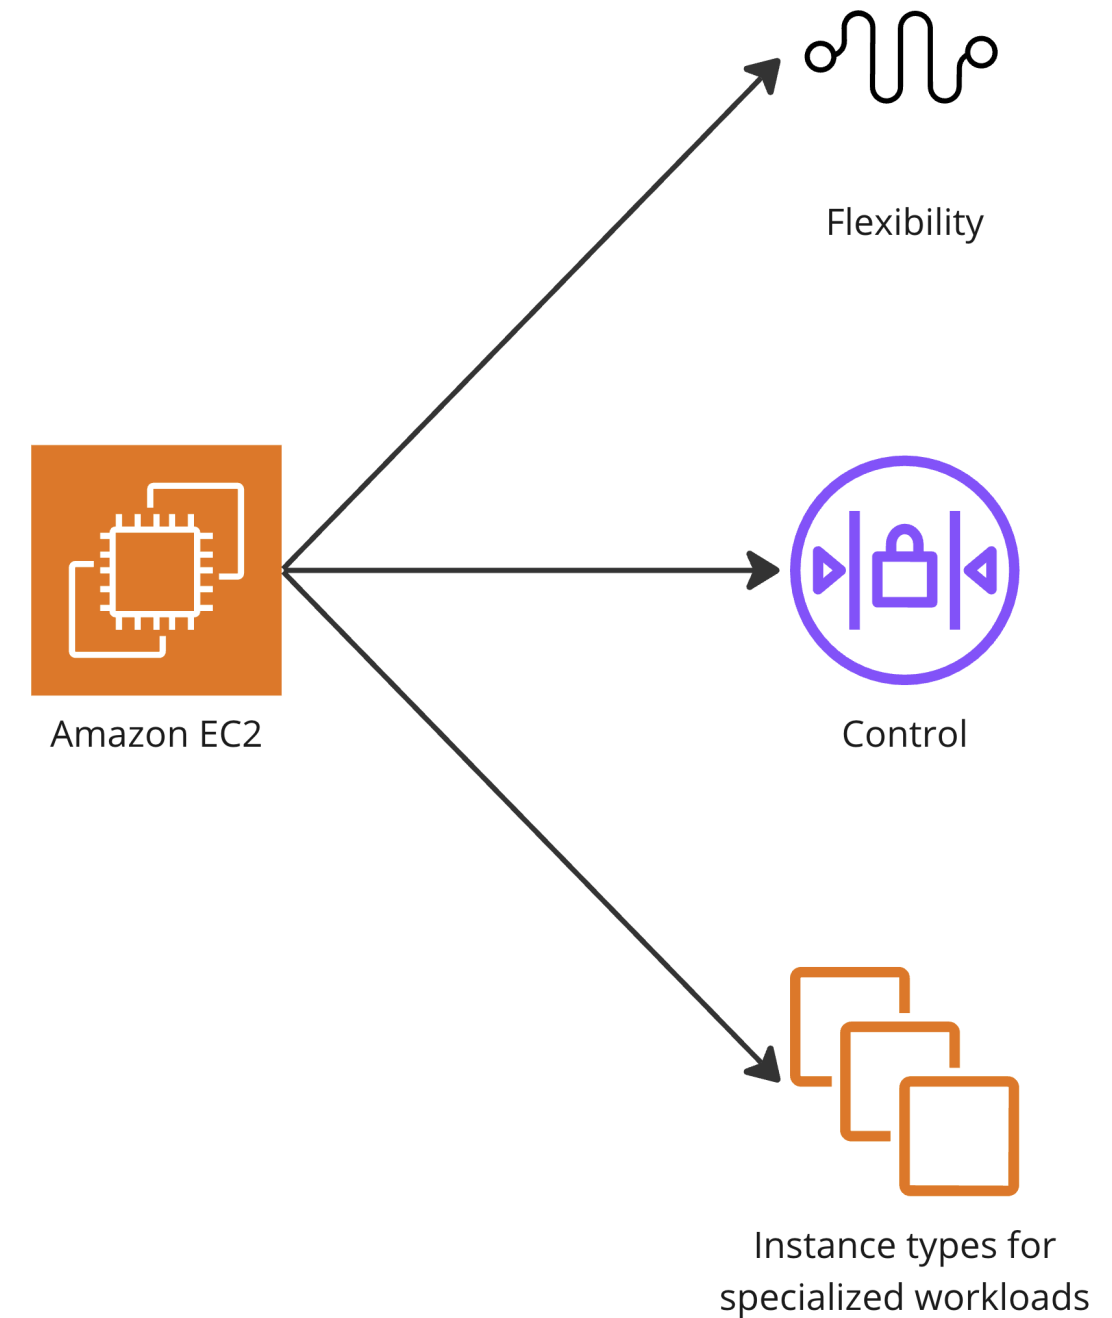 Flexibility
Amazon EC2
Control
Instance types for
specialized workloads